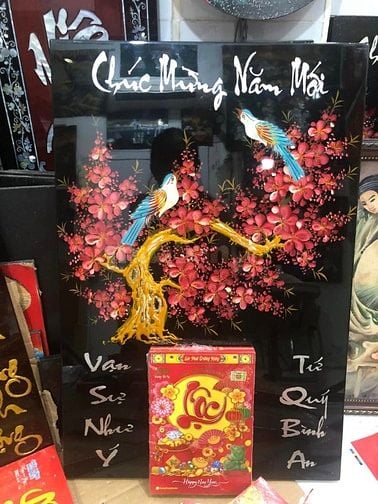 Chúc Mừng Năm Mới
Vạn
Sự
Như
Ý
Tứ
Quý
Bình
An
Lộc
Happy New Year